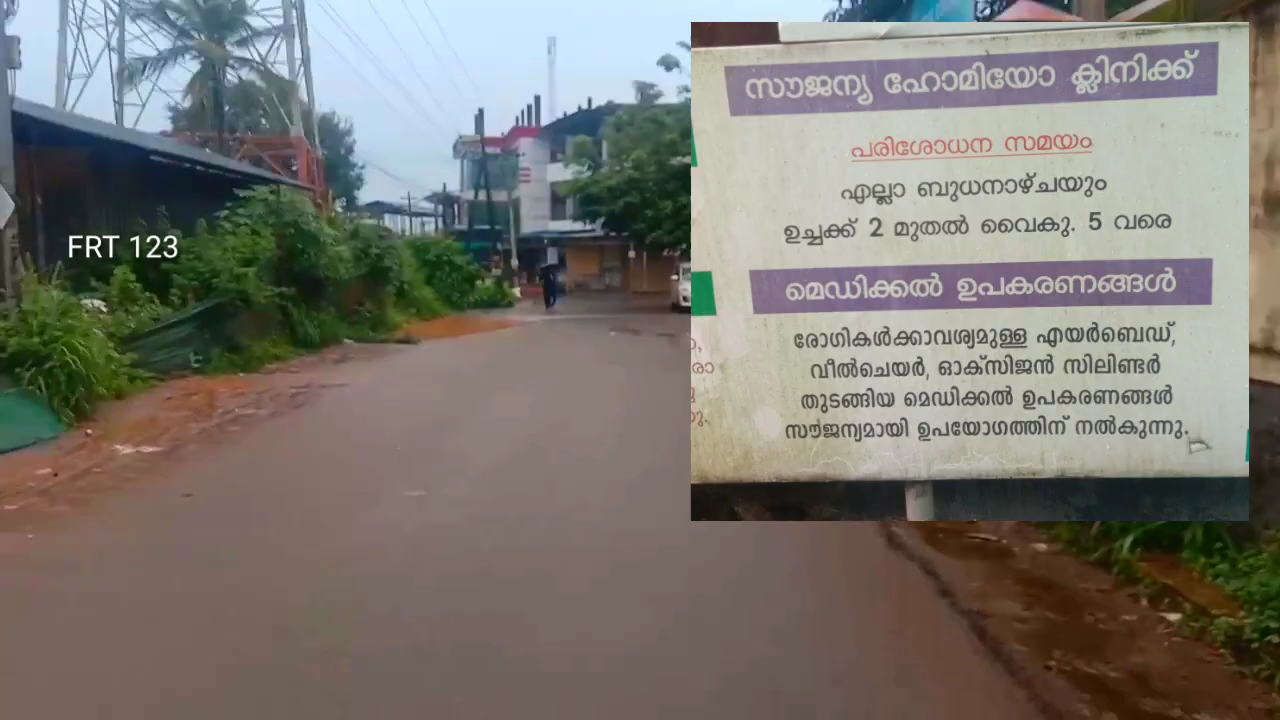 FRT 123
സൗജന്യ ഹോമിയോ ക്ലിനിക്ക്
പരിശോധന സമയം
എല്ലാ ബുധനാഴ്ചയും
ഉച്ചക്ക് 2 മുതൽ വൈകു. 5 വരെ
മെഡിക്കൽ ഉപകരണങ്ങൾ
രോഗികൾക്കാവശ്യമുള്ള എയർബെഡ്,
വീൽചെയർ, ഓക്സിജൻ സിലിണ്ടർ
തുടങ്ങിയ മെഡിക്കൽ ഉപകരണങ്ങൾ
സൗജന്യമായി ഉപയോഗത്തിന് നൽകുന്നു.